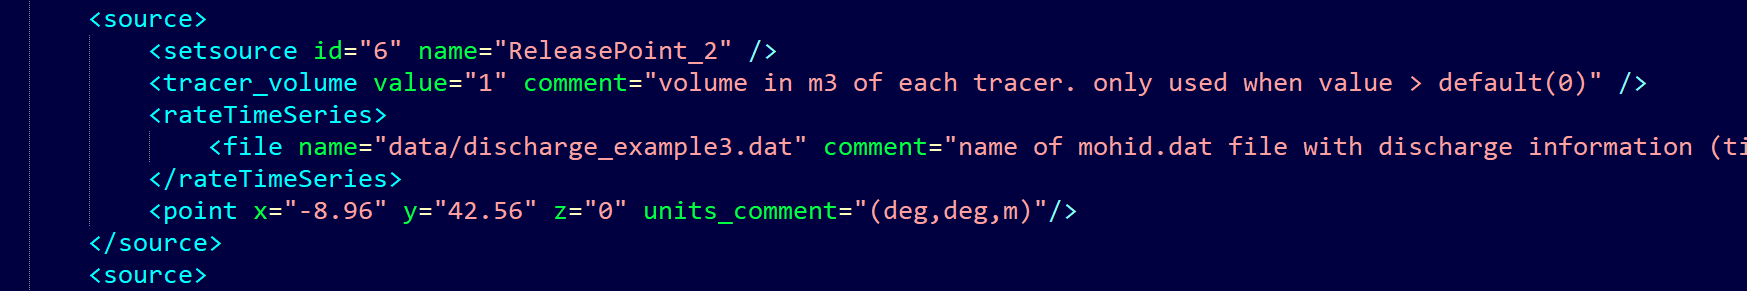 <source>
<setsource id="6" name="ReleasePoint_2" />
<tracer_volume value="1" comment="volume in m3 of each tracer. only used when value > default(0)" />
<rateTimeSeries>
<file name="data/discharge_example3.dat" comment="name of mohid.dat file with discharge information (ti
</rateTimeSeries>
<point x="-8.96" y="42.56" z="0" units_comment="(deg,deg,m)"/>
</source>
<source>